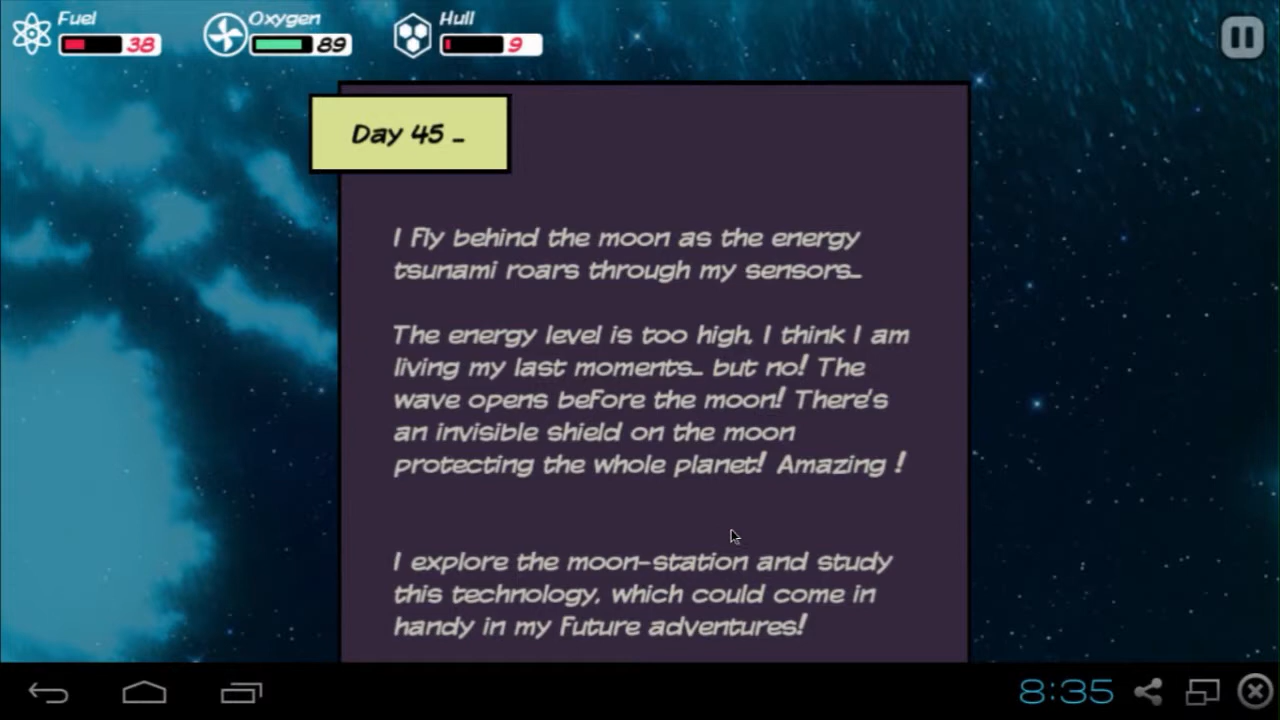 Fuel
38
Oxygen
89
Hull
9
Day 45 ...
I fly behind the moon as the energy
tsunami roars through my sensors...
The energy level is too high, I think I am
living my last moments... but no! The
wave opens before the moon! There's
an invisible shield on the moon
protecting the whole planet! Amazing !
I explore the moon-station and study
this technology, which could come in
handy in my future adventures!
8:35